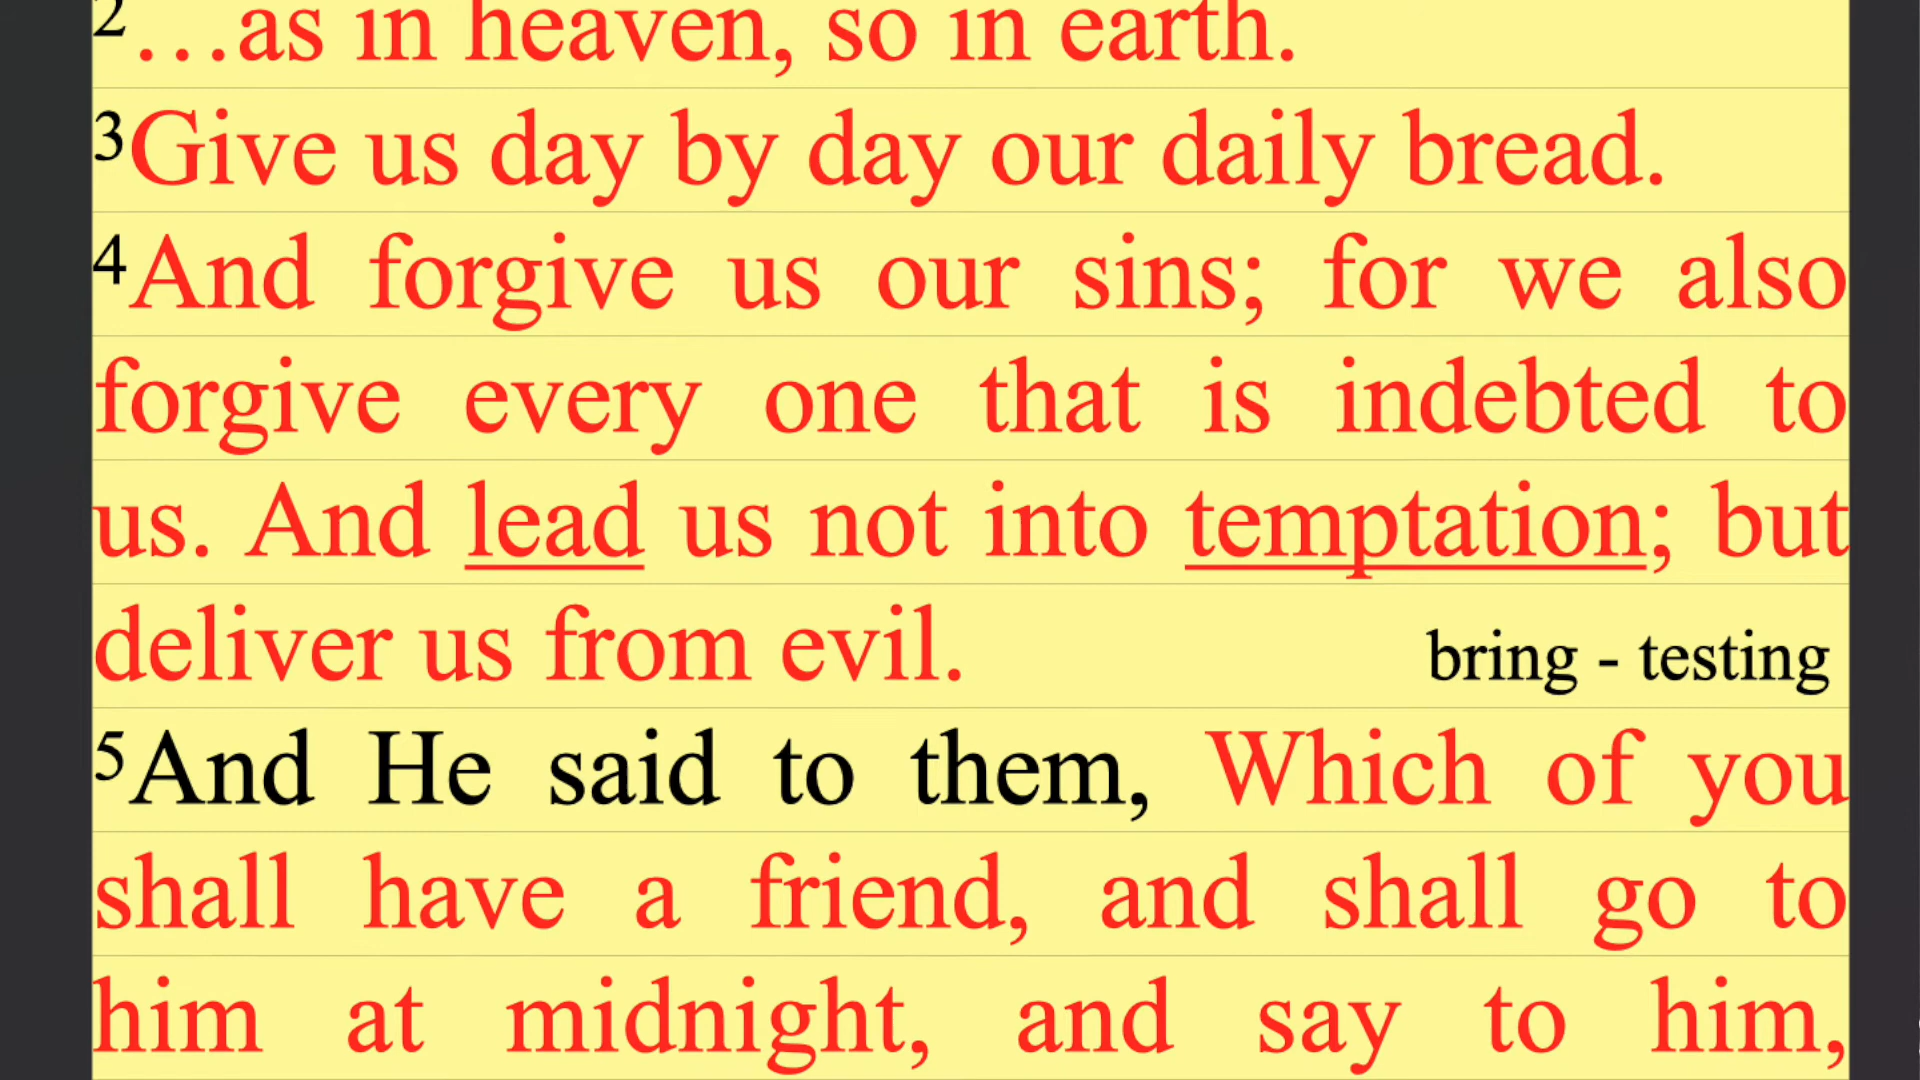 2…as in heaven, so in earth.
3Give us day by day our daily bread.
4And forgive us our sins; for we also
forgive every one that is indebted to
us. And lead us not into temptation; but
deliver us from evil.
bring - testing
5And He said to them, Which of you
shall have a friend, and shall go to
him at midnight, and say to him,